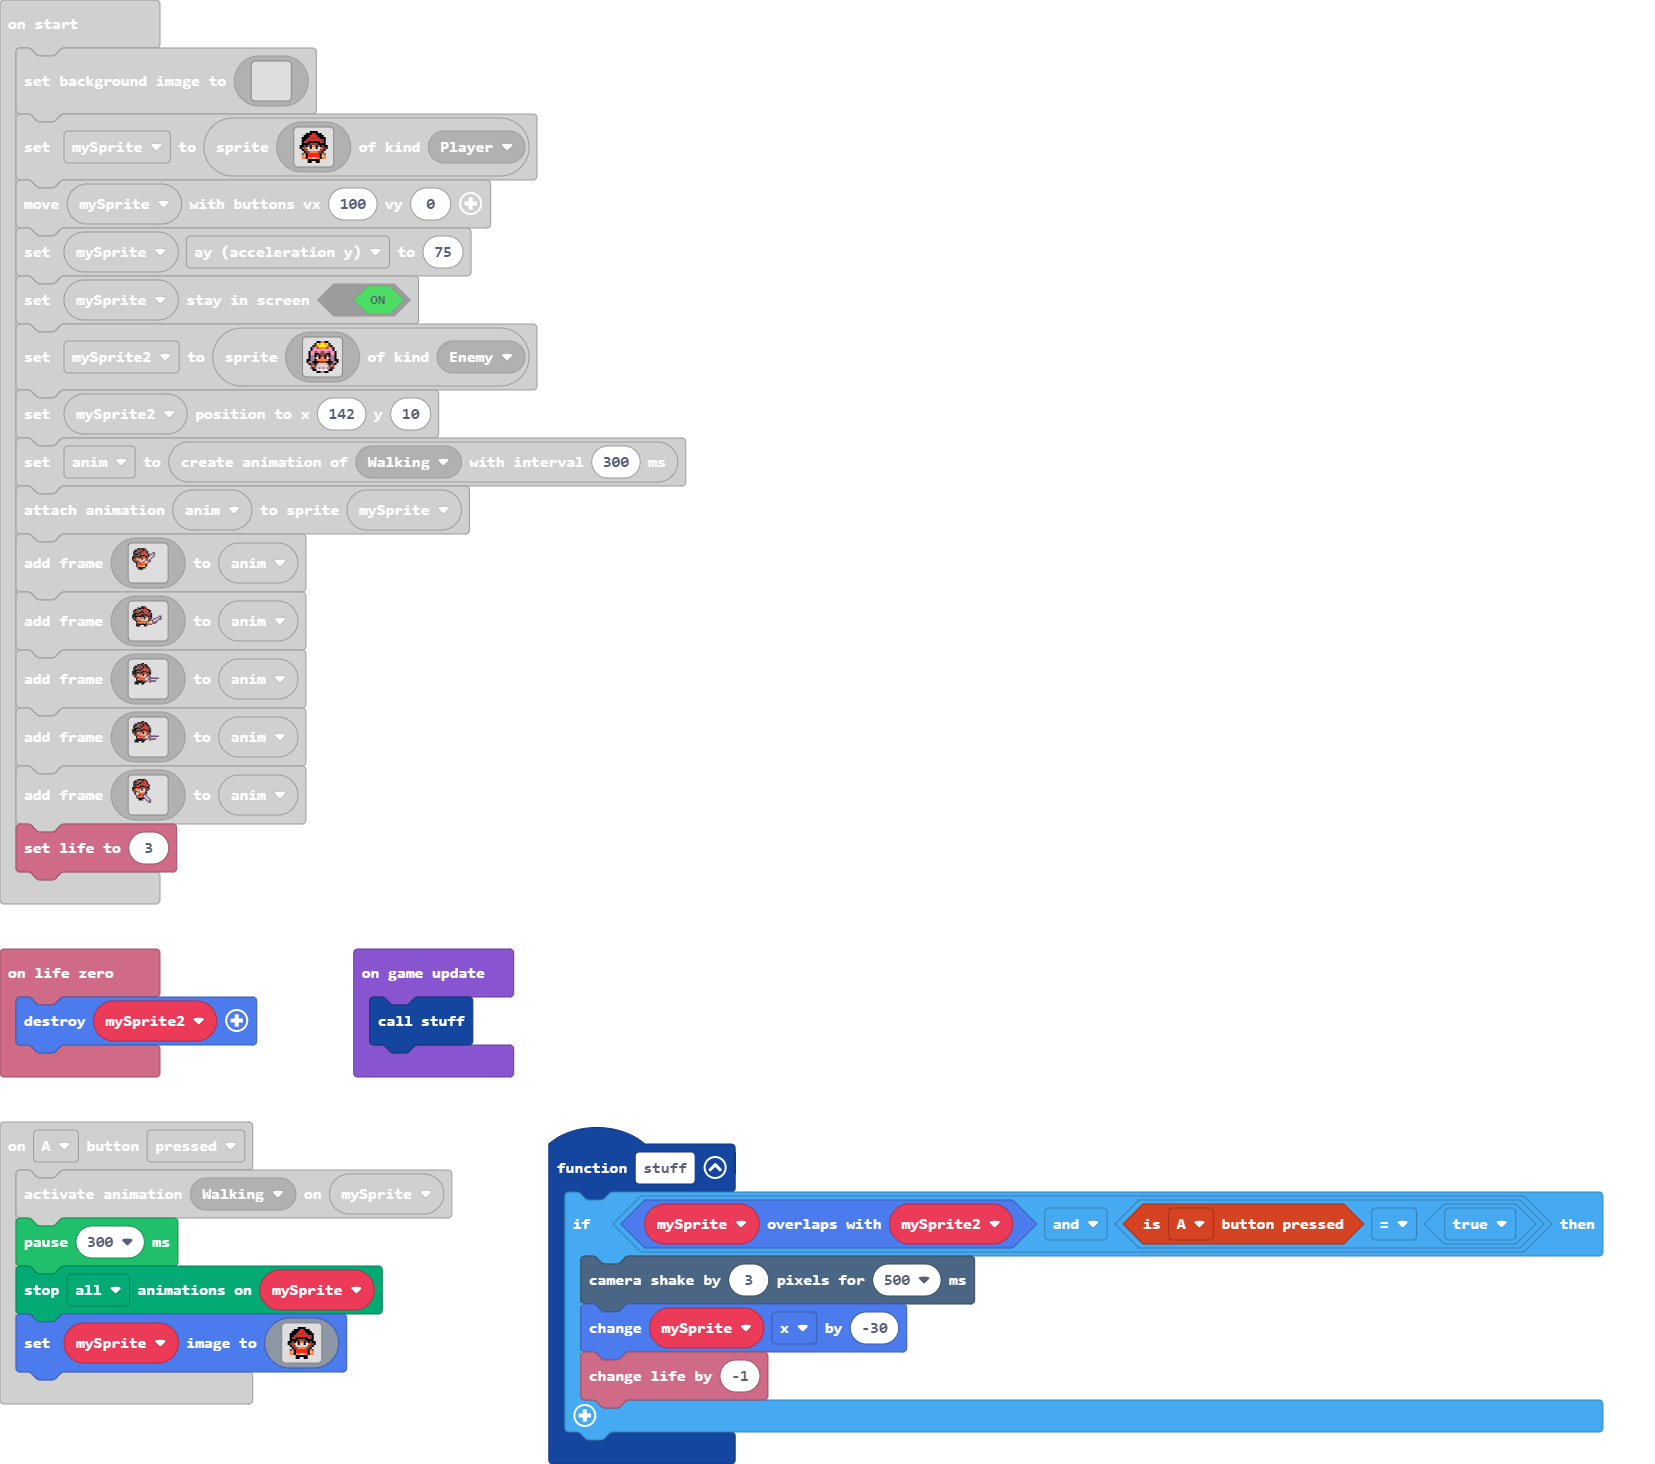 on start
set background image to
set mySprite to sprite of kind Player
move mySprite with buttons vx 100 vy 0
set mySprite ay (acceleration y) to 75
set mySprite stay in screen ON
set mySprite2 to sprite of kind Enemy
set mySprite2 position to x 142 y 10
set anim to create animation of Walking with interval 300 ms
attach animation anim to sprite mySprite
add frame to anim
add frame to anim
add frame to anim
add frame to anim
add frame to anim
set life to 3
on life zero
destroy mySprite2
on game update
call stuff
on A button pressed
activate animation Walking on mySprite
pause 300 ms
stop all animations on mySprite
set mySprite image to
function stuff
if mySprite overlaps with mySprite2 and is A button pressed = true then
camera shake by 3 pixels for 500 ms
change mySprite x by -30
change life by -1